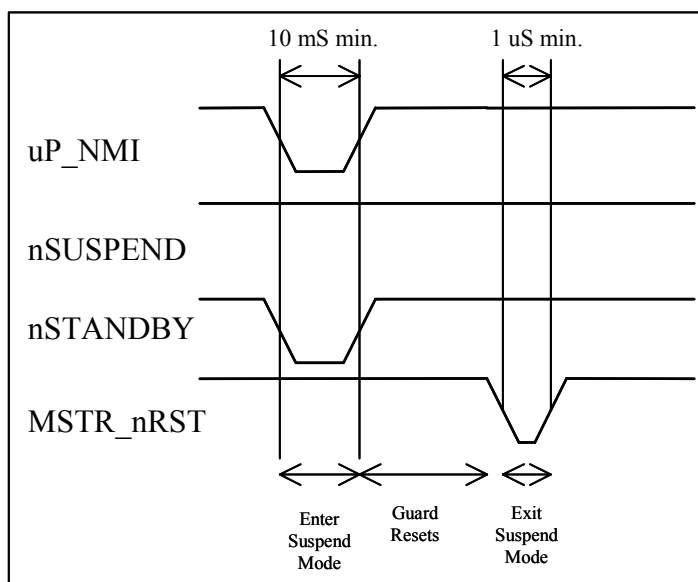 10 mS min.
1 uS min.
uP_NMI
nSUSPEND
nSTANDBY
MSTR_nRST
Enter
Suspend
Mode
Guard
Resets
Exit
Suspend
Mode